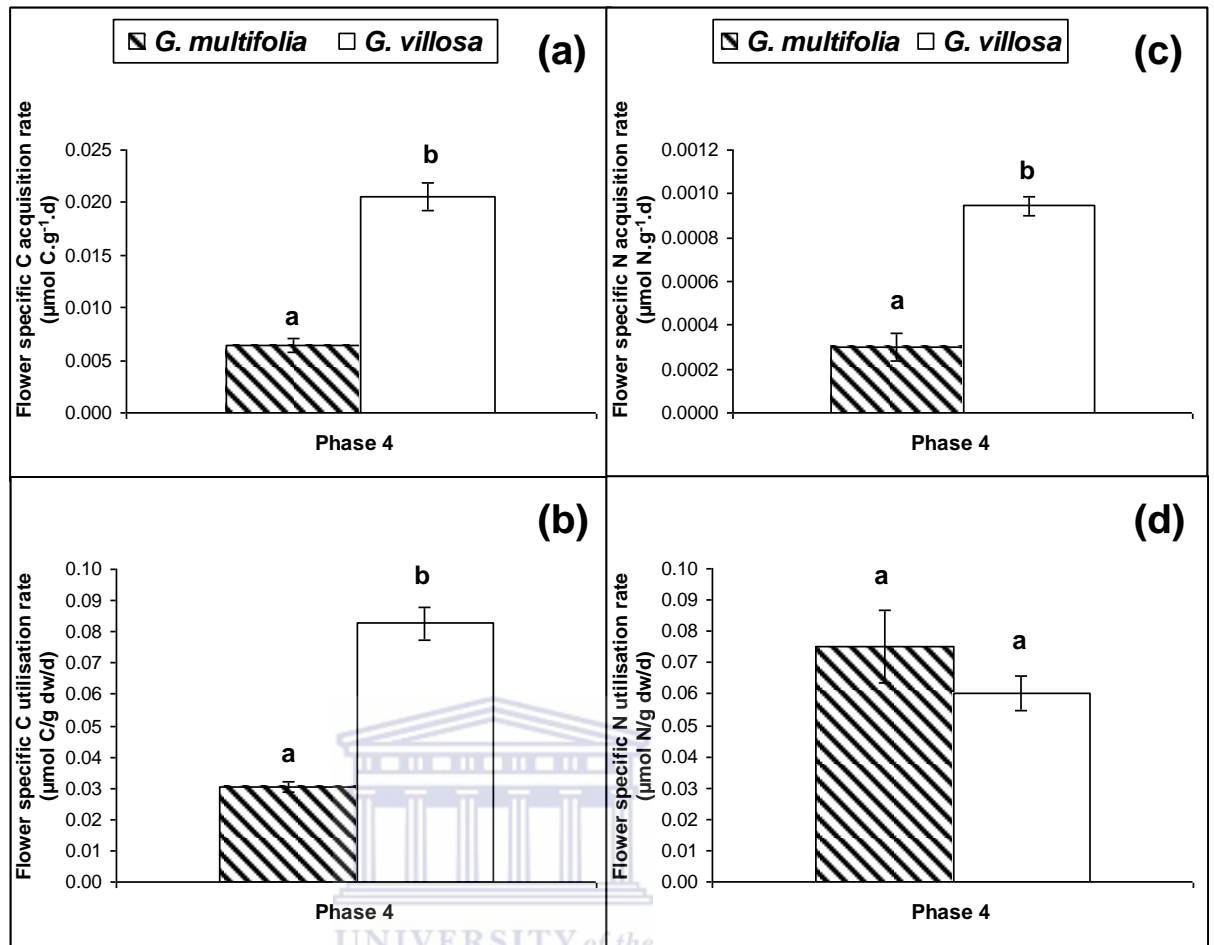 G. multifolia G. villosa
(a)
Flower specific C acquisition rate
(µmol C.g⁻¹.d)
0.025
0.020
0.015
0.010
0.005
0.000
a
b
Phase 4
G. multifolia G. villosa
(c)
Flower specific N acquisition rate
(µmol N.g⁻¹.d)
0.0012
0.0010
0.0008
0.0006
0.0004
0.0002
0.0000
a
b
Phase 4
(b)
Flower specific C utilisation rate
(µmol C/g dw/d)
0.10
0.09
0.08
0.07
0.06
0.05
0.04
0.03
0.02
0.01
0.00
a
b
Phase 4
(d)
Flower specific N utilisation rate
(µmol N/g dw/d)
0.10
0.09
0.08
0.07
0.06
0.05
0.04
0.03
0.02
0.01
0.00
a
a
Phase 4
UNIVERSITY of the